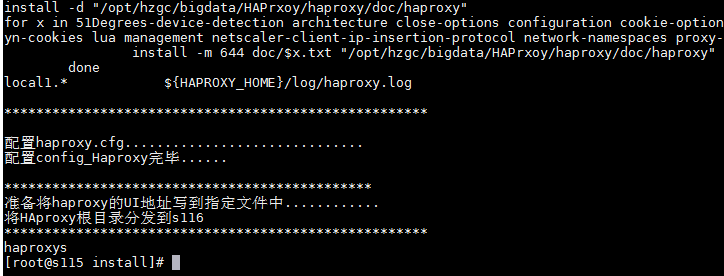 install -d "/opt/hzgc/bigdata/HAPrxoy/haproxy/doc/haproxy"
for x in 51Degrees-device-detection architecture close-options configuration cookie-option
yn-cookies lua management netscaler-client-ip-insertion-protocol network-namespaces proxy-
install -m 644 doc/$x.txt "/opt/hzgc/bigdata/HAPrxoy/haproxy/doc/haproxy"
done
local1.* ${HAPROXY_HOME}/log/haproxy.log
*****************************************************
配置haproxy.cfg..............................
配置config_Haproxy完毕......
**********************************************
准备将haproxy的UI地址写到指定文件中............
将HAproxy根目录分发到s116
*****************************************************
haproxys
[root@s115 install]#